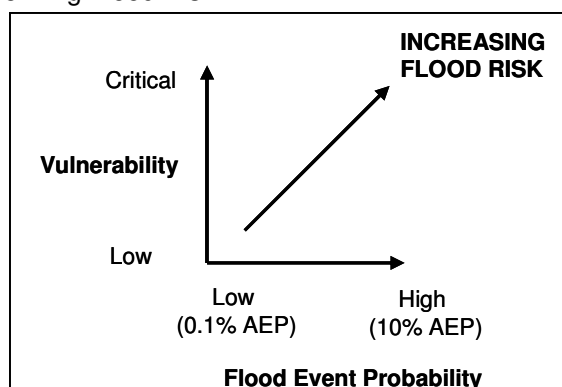 INCREASING
FLOOD RISK
Critical
Vulnerability
Low
Low
(0.1% AEP)
High
(10% AEP)
Flood Event Probability